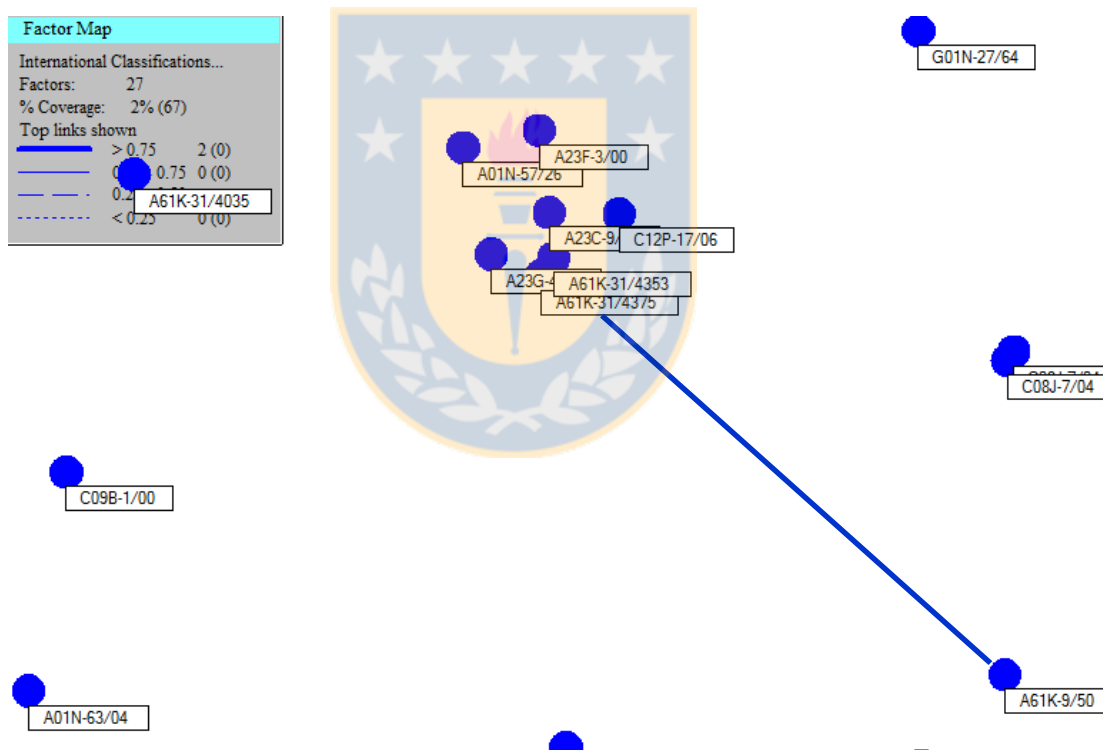 Factor Map
International Classifications...
Factors: 27
% Coverage: 2% (67)
Top links shown
> 0.75 2 (0)
0.75 0 (0)
< 0.25 0 (0)
A61K-31/4035
G01N-27/64
A23F-3/00
A01N-57/26
A23C-9/
C12P-17/06
A23G-
A61K-31/4353
A61K-31/4375
C08J-7/04
C09B-1/00
A61K-9/50
A01N-63/04